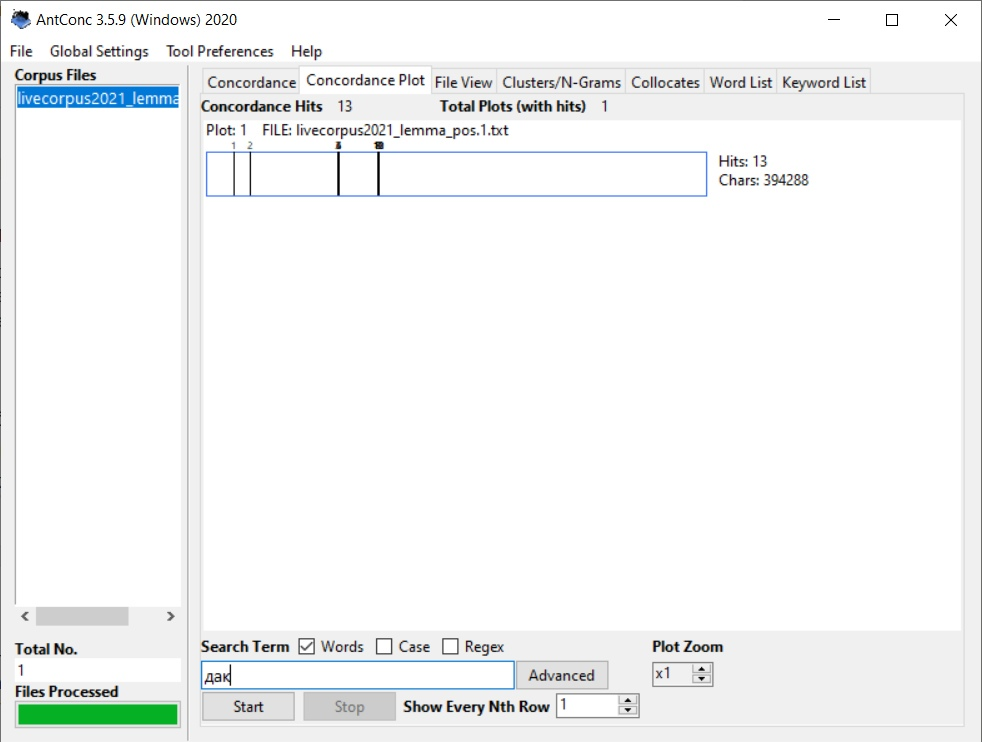 AntConc 3.5.9 (Windows) 2020
File Global Settings Tool Preferences Help
Corpus Files
livecorpus2021_lemma
Concordance Concordance Plot File View Clusters/N-Grams Collocates Word List Keyword List
Concordance Hits 13 Total Plots (with hits) 1
Plot: 1 FILE: livecorpus2021_lemma_pos.1.txt
1 2
Hits: 13
Chars: 394288
Total No.
1
Files Processed
Search Term Words Case Regex Plot Zoom
дак Advanced x1
Start Stop Show Every Nth Row 1